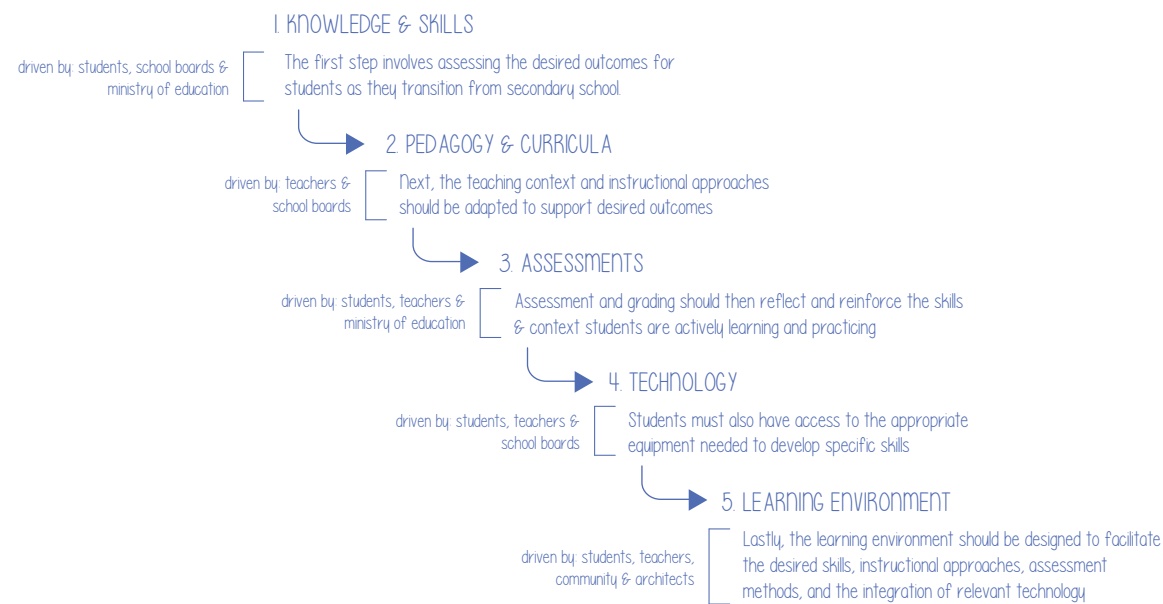 1. KNOWLEDGE & SKILLS
driven by: students, school boards &
ministry of education
The first step involves assessing the desired outcomes for
students as they transition from secondary school.
2. PEDAGOGY & CURRICULA
driven by: teachers &
school boards
Next, the teaching context and instructional approaches
should be adapted to support desired outcomes
3. ASSESSMENTS
driven by: students, teachers &
ministry of education
Assessment and grading should then reflect and reinforce the skills
& context students are actively learning and practicing
4. TECHNOLOGY
driven by: students, teachers &
school boards
Students must also have access to the appropriate
equipment needed to develop specific skills
5. LEARNING ENVIRONMENT
driven by: students, teachers,
community & architects
Lastly, the learning environment should be designed to facilitate
the desired skills, instructional approaches, assessment
methods, and the integration of relevant technology